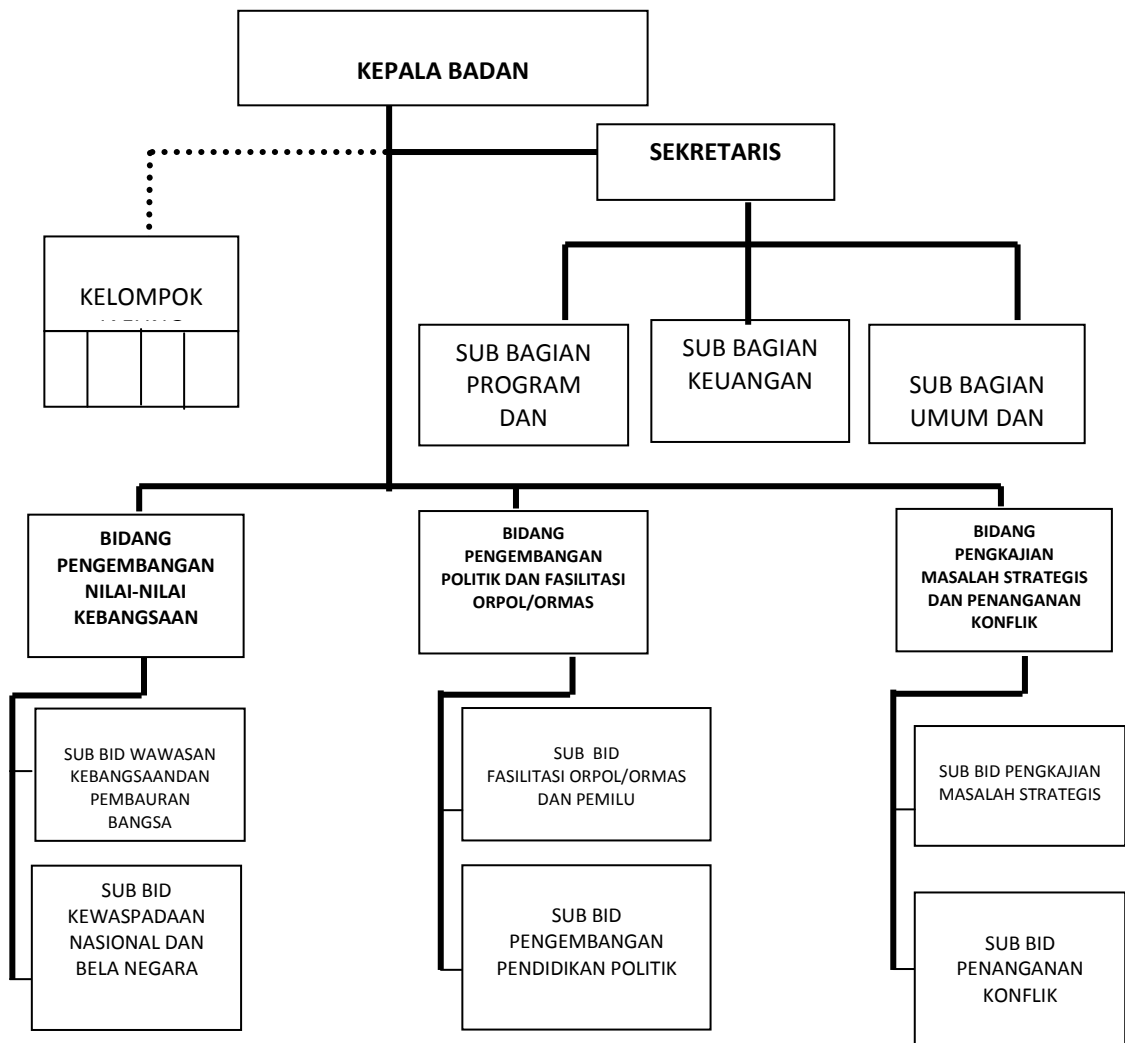 KEPALA BADAN
SEKRETARIS
KELOMPOK
SUB BAGIAN
PROGRAM
DAN
SUB BAGIAN
KEUANGAN
SUB BAGIAN
UMUM DAN
BIDANG
PENGEMBANGAN
NILAI-NILAI
KEBANGSAAN
BIDANG
PENGEMBANGAN
POLITIK DAN FASILITASI
ORPOL/ORMAS
BIDANG
PENGKAJIAN
MASALAH STRATEGIS
DAN PENANGANAN
KONFLIK
SUB BID WAWASAN
KEBANGSAANDAN
PEMBAURAN
BANGSA
SUB BID
FASILITASI ORPOL/ORMAS
DAN PEMILU
SUB BID PENGKAJIAN
MASALAH STRATEGIS
SUB BID
KEWASPADAAN
NASIONAL DAN
BELA NEGARA
SUB BID
PENGEMBANGAN
PENDIDIKAN POLITIK
SUB BID
PENANGANAN
KONFLIK